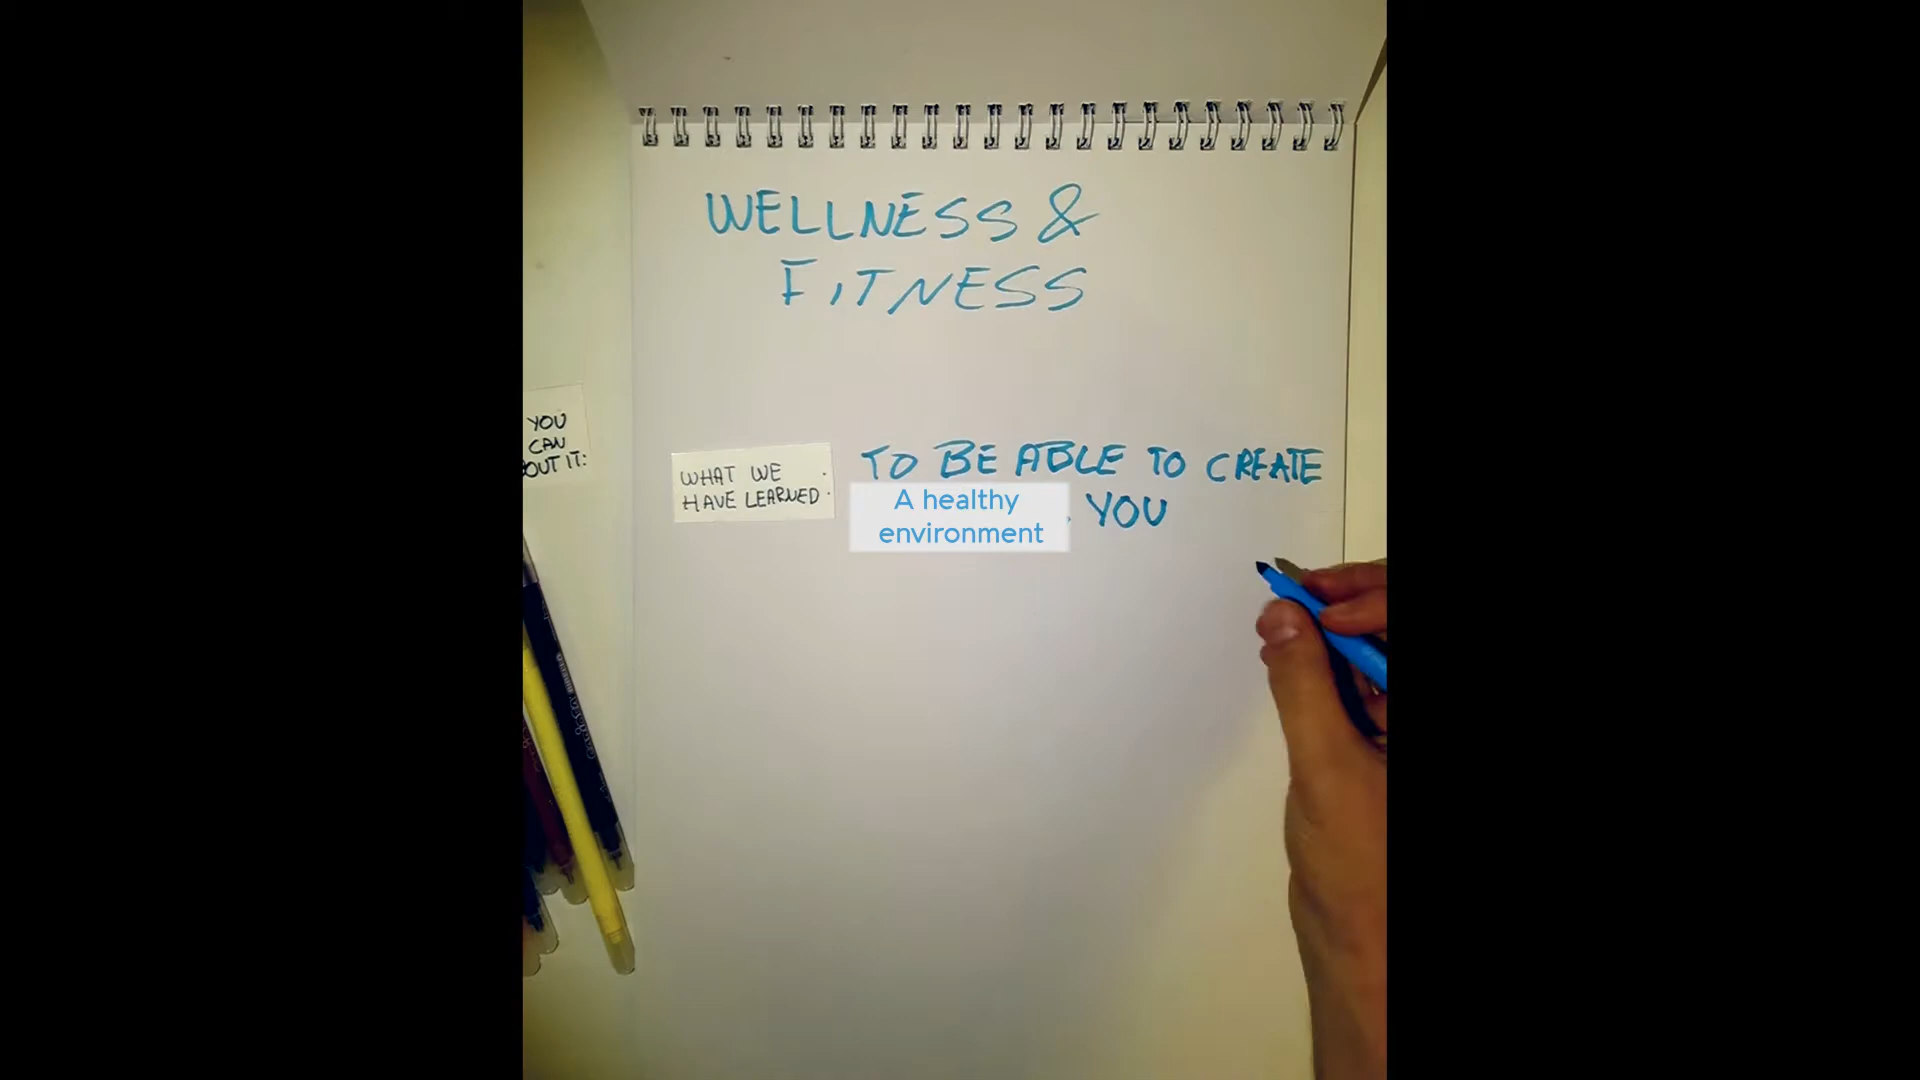 WELLNESS &
FITNESS
YOU
CAN
OUT IT:
WHAT WE
HAVE LEARNED
TO BE ABLE TO CREATE
A healthy
environment
YOU